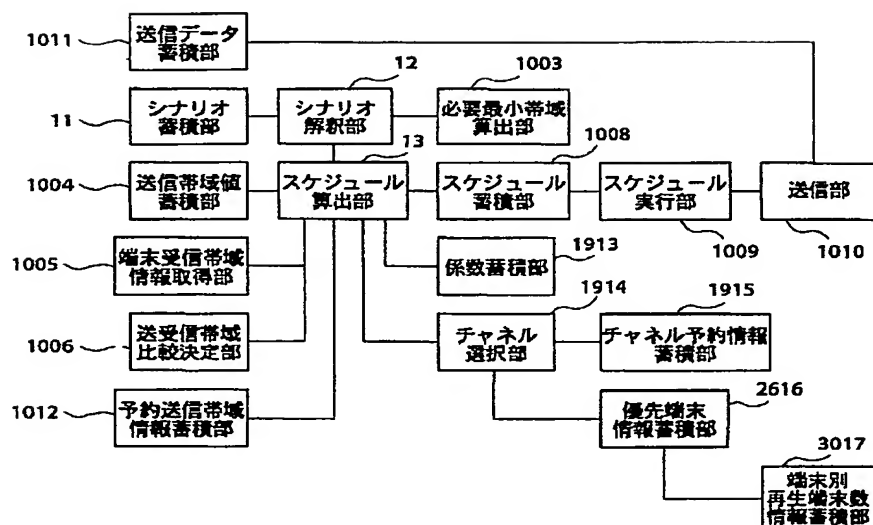 1011
送信データ
蓄積部
12
1003
11
シナリオ
蓄積部
シナリオ
解釈部
必要最小帯域
算出部
13
1008
1004
送信帯域値
蓄積部
スケジュール
算出部
スケジュール
蓄積部
スケジュール
実行部
送信部
1009
1010
1005
端末受信帯域
情報取得部
係数蓄積部
1913
1914
1915
1006
送受信帯域
比較決定部
チャネル
選択部
チャネル予約情報
蓄積部
1012
予約送信帯域
情報蓄積部
優先端末
情報蓄積部
2616
3017
端末別
再生端末数
情報蓄積部